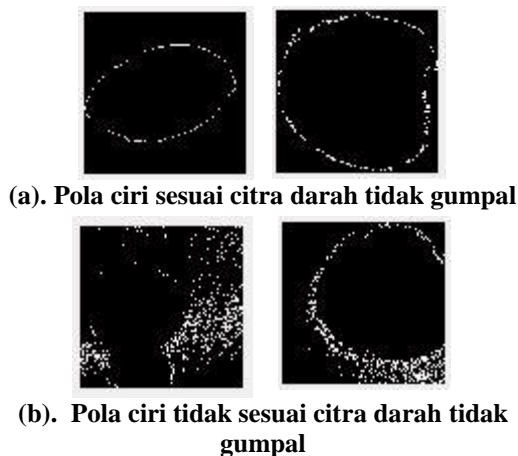 (a). Pola ciri sesuai citra darah tidak gumpal
(b). Pola ciri tidak sesuai citra darah tidak
gumpal